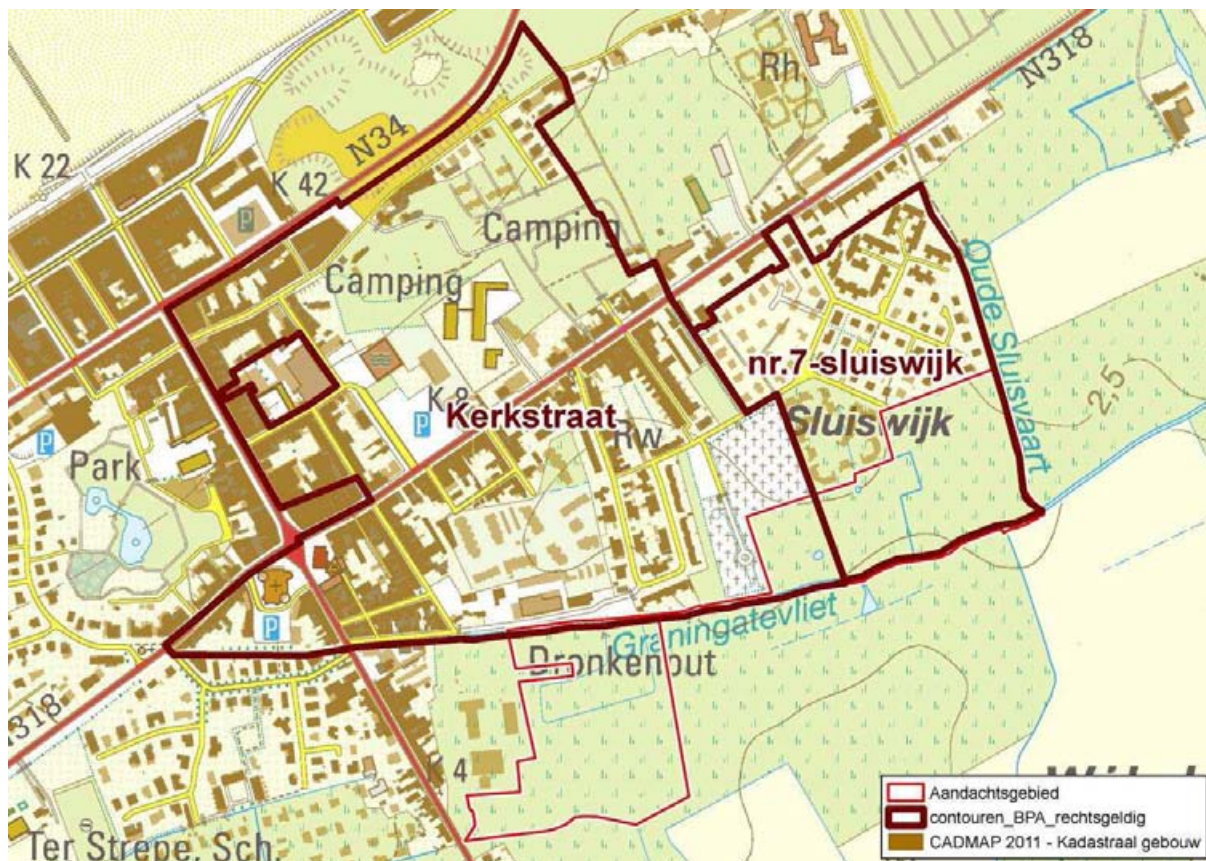 N318
Rh
N34
K 22
K 42
P
Camping
Camping
Oude Sluisvaart
nr.7-sluiswijk
2,5
K 8
Kerkstraat
P
Rw
Sluiswijk
P
Park
P
Graningatevliet
Bronkenput
N318
K 4
Ter Strepe, Sch.
Aandachtsgebied
contouren_BPA_rechtsgeldig
CADMAP 2011 - Kadastraal gebouw